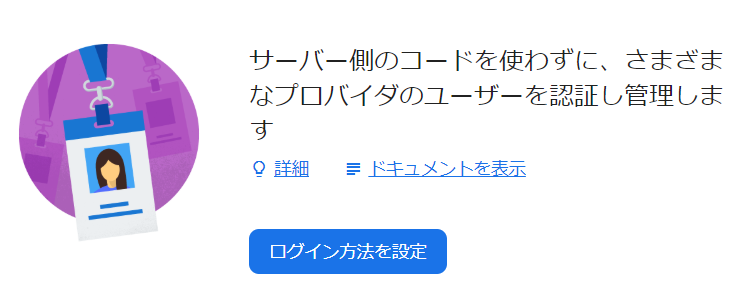 サーバー側のコードを使わずに、さまざま
なプロバイダのユーザーを認証し管理しま
す
詳細 ドキュメントを表示
ログイン方法を設定